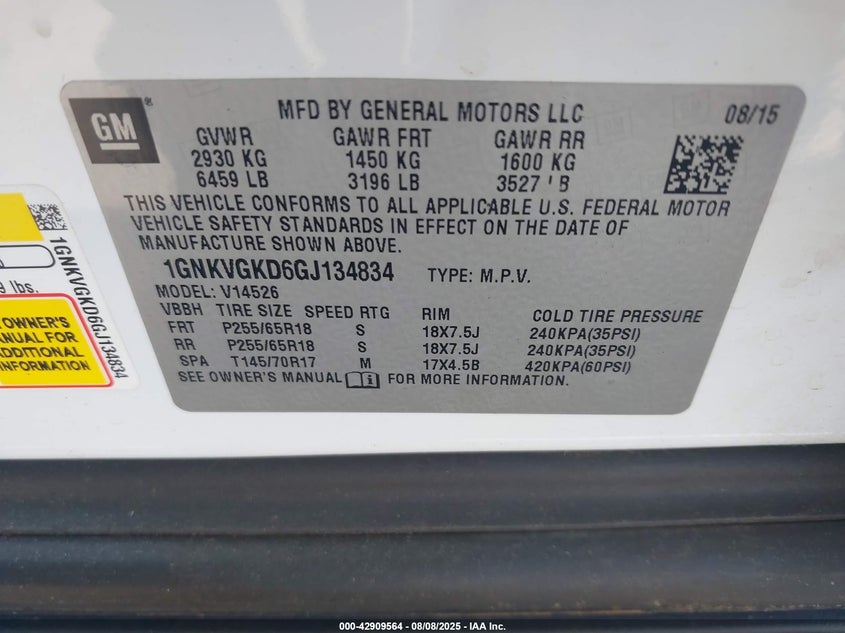 GM
®
MFD BY GENERAL MOTORS LLC 08/15
GVWR GAWR FRT GAWR RR
2930 KG 1450 KG 1600 KG
6459 LB 3196 LB 3527 LB
THIS VEHICLE CONFORMS TO ALL APPLICABLE U.S. FEDERAL MOTOR
VEHICLE SAFETY STANDARDS IN EFFECT ON THE DATE OF
MANUFACTURE SHOWN ABOVE.
1GNKVGKD6GJ134834 TYPE: M.P.V.
MODEL: V14526
VBBH TIRE SIZE SPEED RTG RIM COLD TIRE PRESSURE
FRT P255/65R18 S 18X7.5J 240KPA(35PSI)
RR P255/65R18 S 18X7.5J 240KPA(35PSI)
SPA T145/70R17 M 17X4.5B 420KPA(60PSI)
SEE OWNER'S MANUAL FOR MORE INFORMATION.
lbs.
OWNER'S
MANUAL FOR
ADDITIONAL
INFORMATION
1GNKVGKD6GJ134834
000-42909564 - 08/08/2025 - IAA Inc.